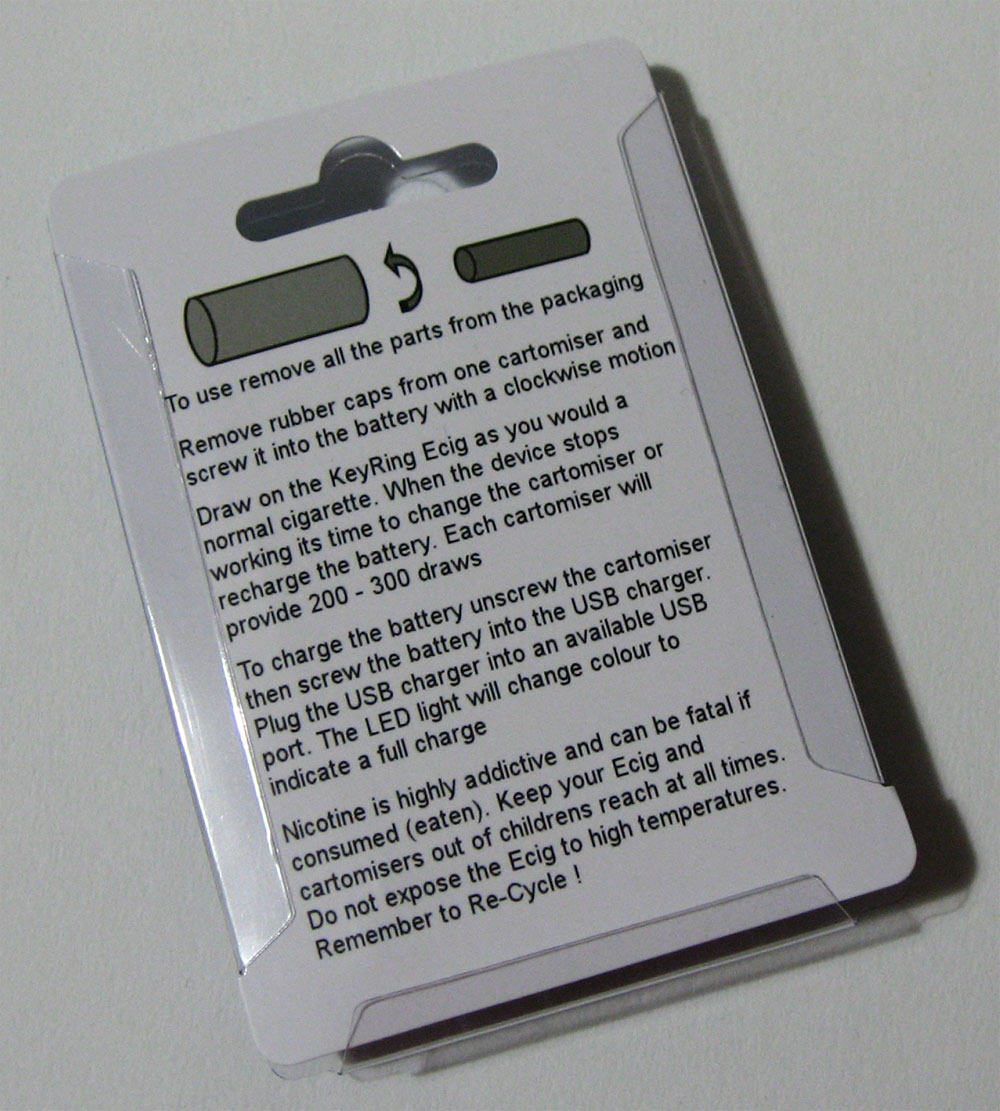 To use remove all the parts from the packaging
Remove rubber caps from one cartomiser and
screw it into the battery with a clockwise motion
Draw on the KeyRing Ecig as you would a
normal cigarette. When the device stops
working its time to change the cartomiser or
recharge the battery. Each cartomiser will
provide 200 - 300 draws
To charge the battery unscrew the cartomiser
then screw the battery into the USB charger.
Plug the USB charger into an available USB
port. The LED light will change colour to
indicate a full charge
Nicotine is highly addictive and can be fatal if
consumed (eaten). Keep your Ecig and
cartomisers out of childrens reach at all times.
Do not expose the Ecig to high temperatures.
Remember to Re-Cycle !